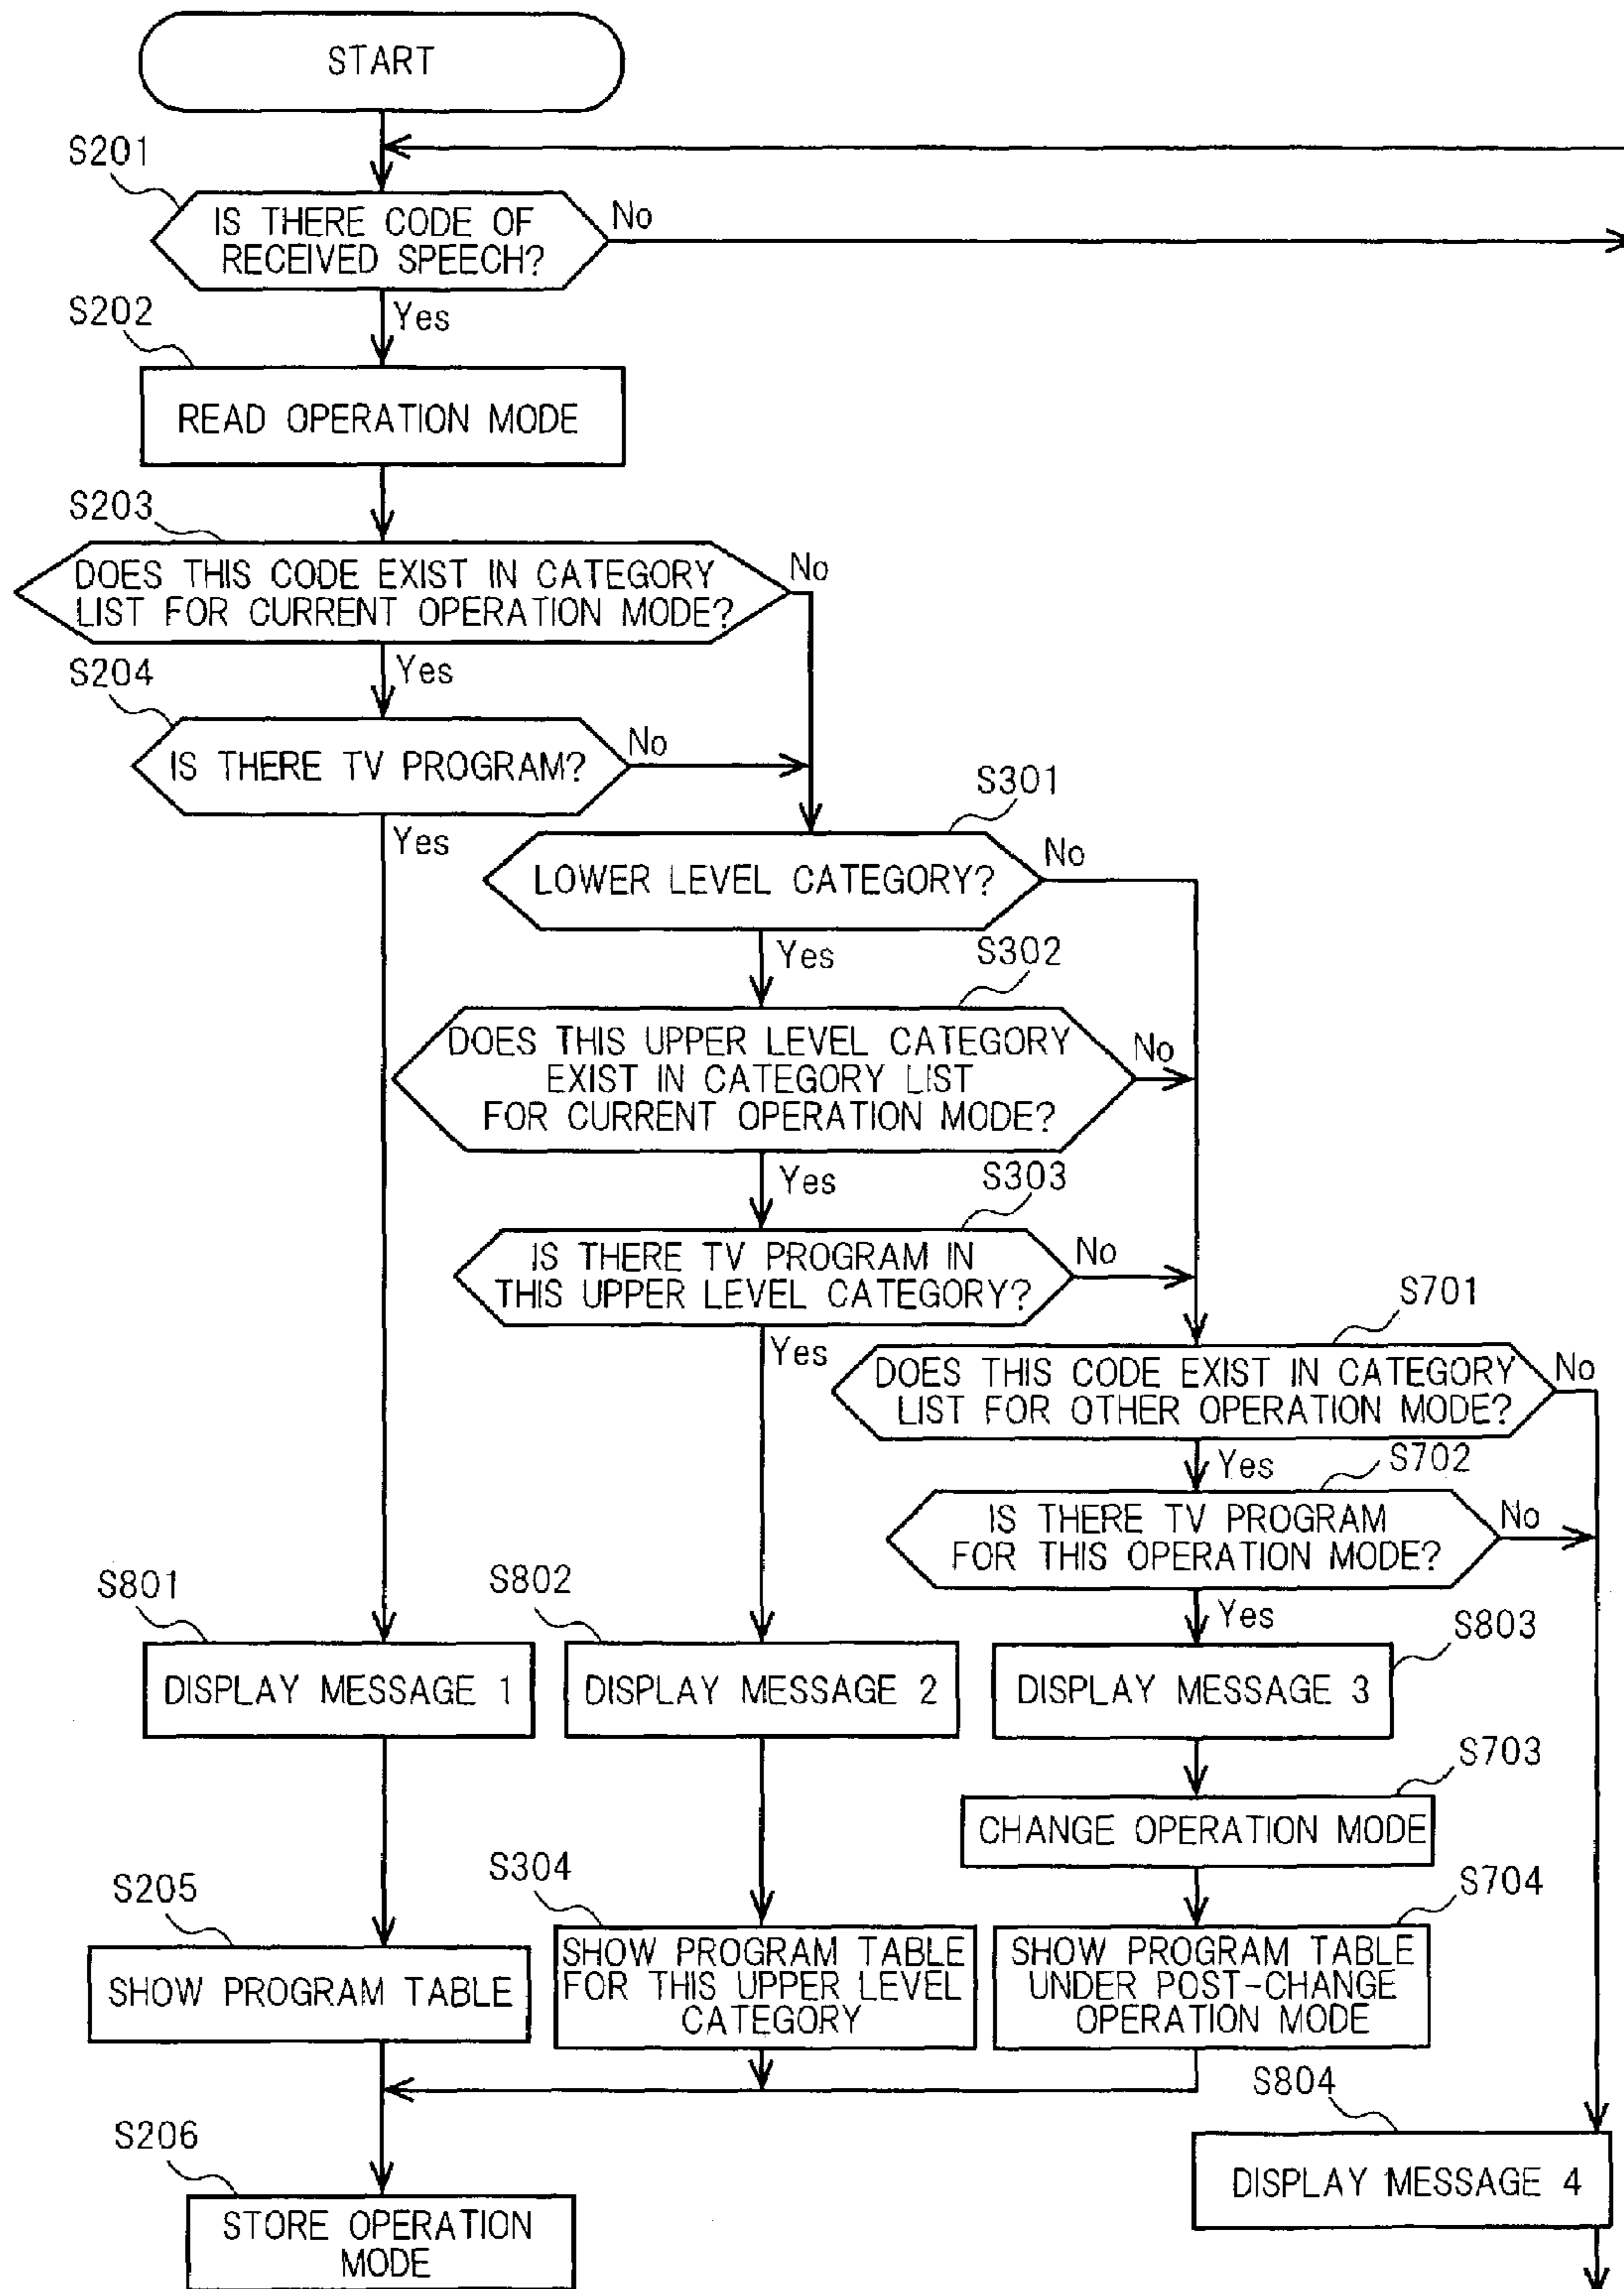 START
S201
IS THERE CODE OF
RECEIVED SPEECH?
No
Yes
S202
READ OPERATION MODE
S203
DOES THIS CODE EXIST IN CATEGORY
LIST FOR CURRENT OPERATION MODE?
No
Yes
S204
IS THERE TV PROGRAM?
No
Yes
S301
LOWER LEVEL CATEGORY?
No
Yes
S302
DOES THIS UPPER LEVEL CATEGORY
EXIST IN CATEGORY LIST
FOR CURRENT OPERATION MODE?
No
Yes
S303
IS THERE TV PROGRAM IN
THIS UPPER LEVEL CATEGORY?
No
Yes
S701
DOES THIS CODE EXIST IN CATEGORY
LIST FOR OTHER OPERATION MODE?
No
Yes
S702
IS THERE TV PROGRAM
FOR THIS OPERATION MODE?
No
Yes
S801
DISPLAY MESSAGE 1
S802
DISPLAY MESSAGE 2
S803
DISPLAY MESSAGE 3
S703
CHANGE OPERATION MODE
S205
SHOW PROGRAM TABLE
S304
SHOW PROGRAM TABLE
FOR THIS UPPER LEVEL
CATEGORY
S704
SHOW PROGRAM TABLE
UNDER POST-CHANGE
OPERATION MODE
S804
DISPLAY MESSAGE 4
S206
STORE OPERATION
MODE